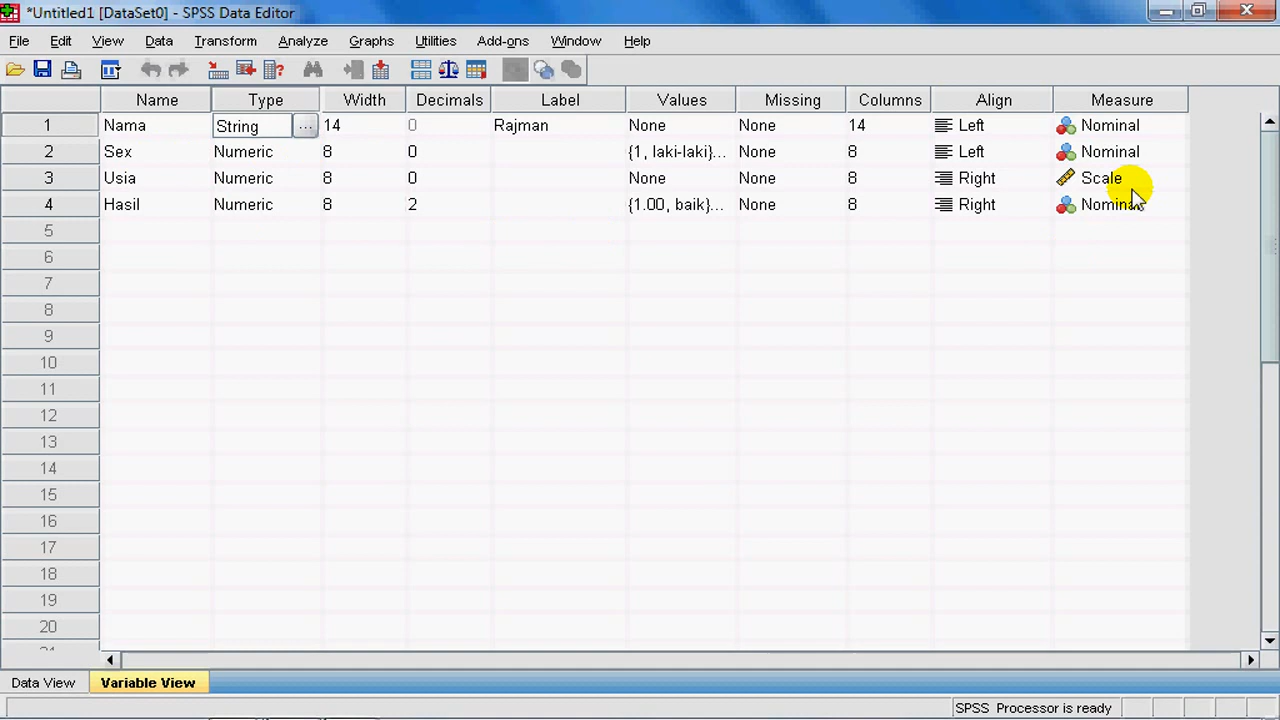 *Untitled1 [DataSet0] - SPSS Data Editor
File Edit View Data Transform Analyze Graphs Utilities Add-ons Window Help
Name Type Width Decimals Label Values Missing Columns Align Measure
1 Nama String ... 14 0 Rajman None None 14 Left Nominal
2 Sex Numeric 8 0 {1, laki-laki}... None 8 Left Nominal
3 Usia Numeric 8 0 None None 8 Right Scale
4 Hasil Numeric 8 2 {1.00, baik}... None 8 Right Nominal
5
6
7
8
9
10
11
12
13
14
15
16
17
18
19
20
Data View Variable View
SPSS Processor is ready